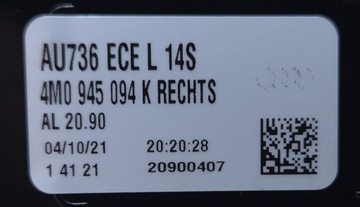 AU736 ECE L 14S
4M0 945 094 K RECHTS
AL 20.90
04/10/21 20:20:28
1 41 21 20900407